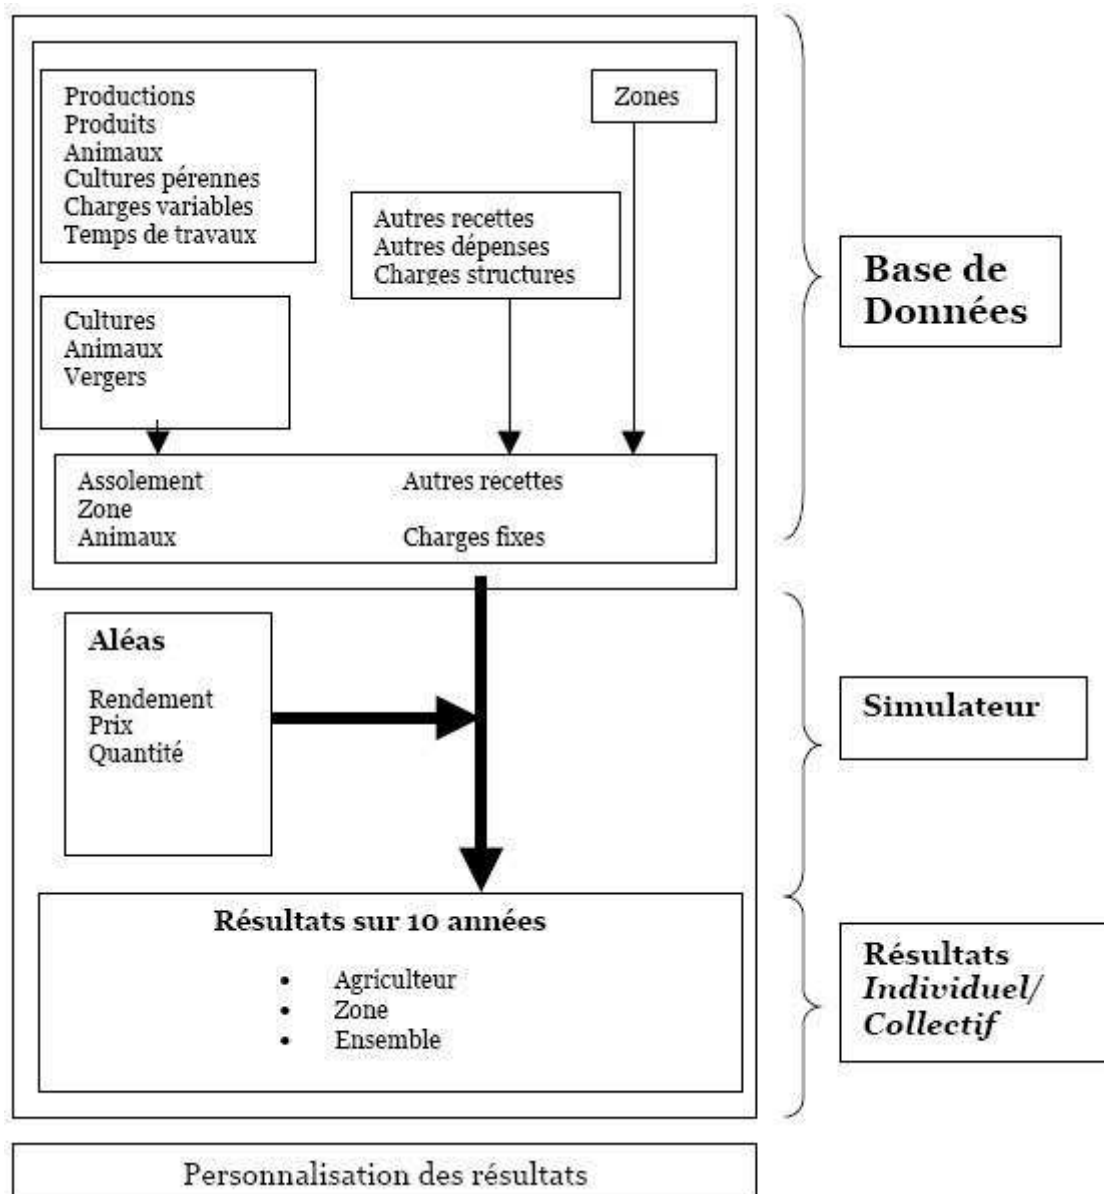 Productions
Produits
Animaux
Cultures pérennes
Charges variables
Temps de travaux
Zones
Autres recettes
Autres dépenses
Charges structures
Cultures
Animaux
Vergers
Assolement
Zone
Animaux
Autres recettes
Charges fixes
Base de
Données
Aléas
Rendement
Prix
Quantité
Simulateur
Résultats sur 10 années
• Agriculteur
• Zone
• Ensemble
Résultats
Individuel/
Collectif
Personnalisation des résultats